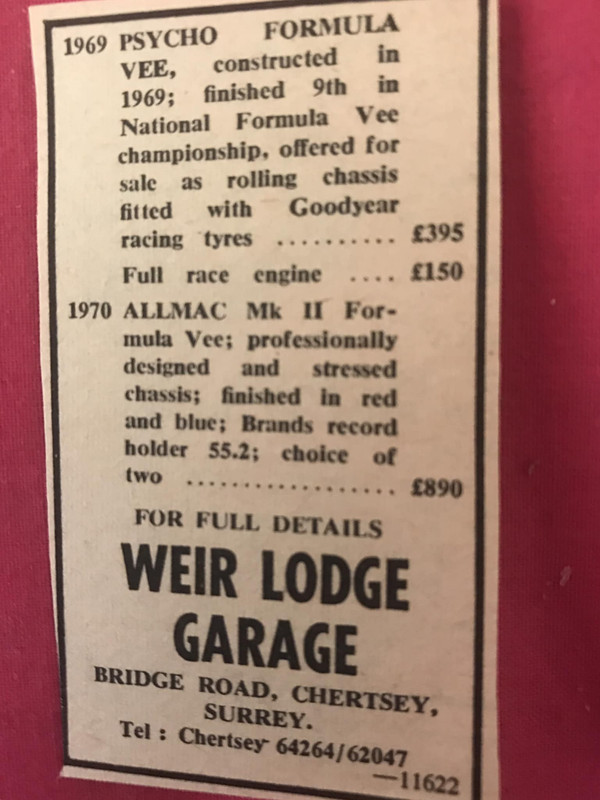 1969 PSYCHO FORMULA
VEE, constructed in
1969; finished 9th in
National Formula Vee
championship, offered for
sale as rolling chassis
fitted with Goodyear
racing tyres .......... £395
Full race engine .... £150
1970 ALLMAC Mk II For-
mula Vee; professionally
designed and stressed
chassis; finished in red
and blue; Brands record
holder 55.2; choice of
two .................... £890
FOR FULL DETAILS
WEIR LODGE
GARAGE
BRIDGE ROAD, CHERTSEY,
SURREY.
Tel : Chertsey 64264/62047
—11622